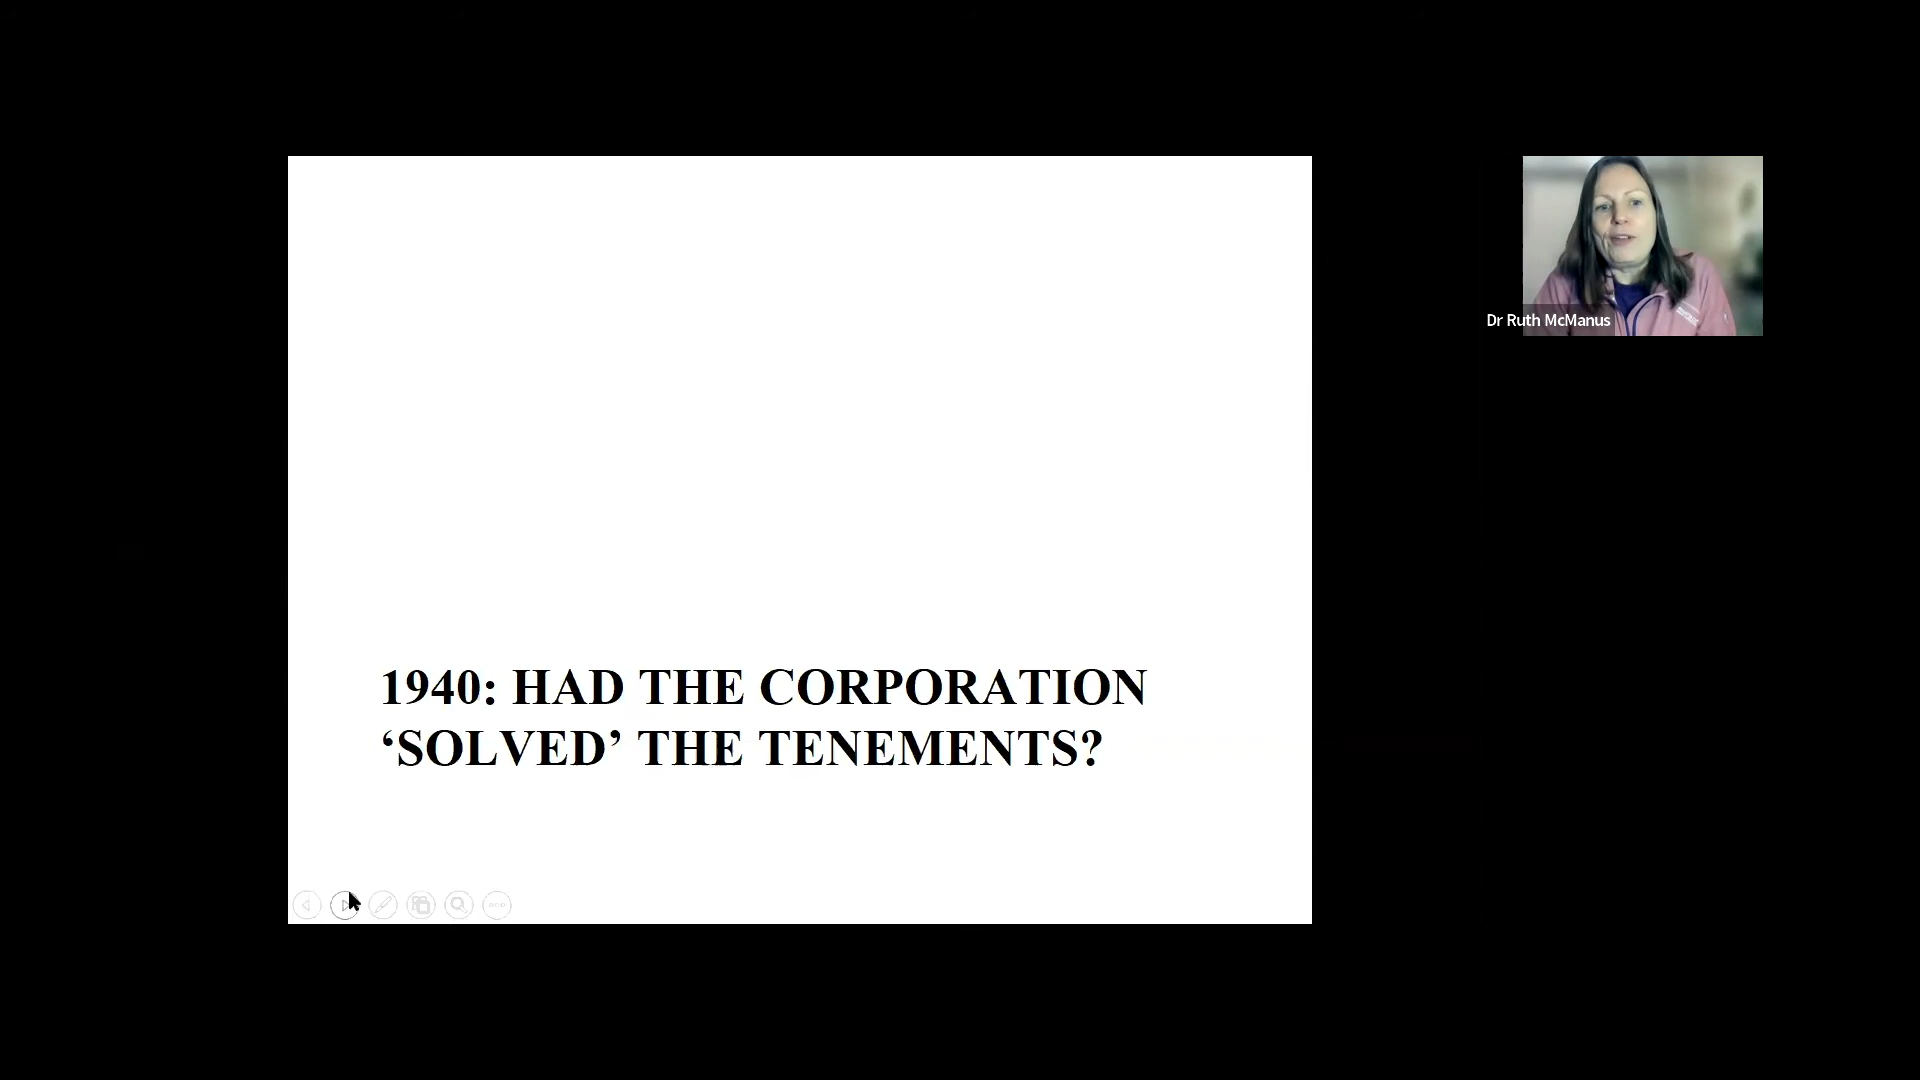 1940: HAD THE CORPORATION
‘SOLVED’ THE TENEMENTS?
Dr Ruth McManus